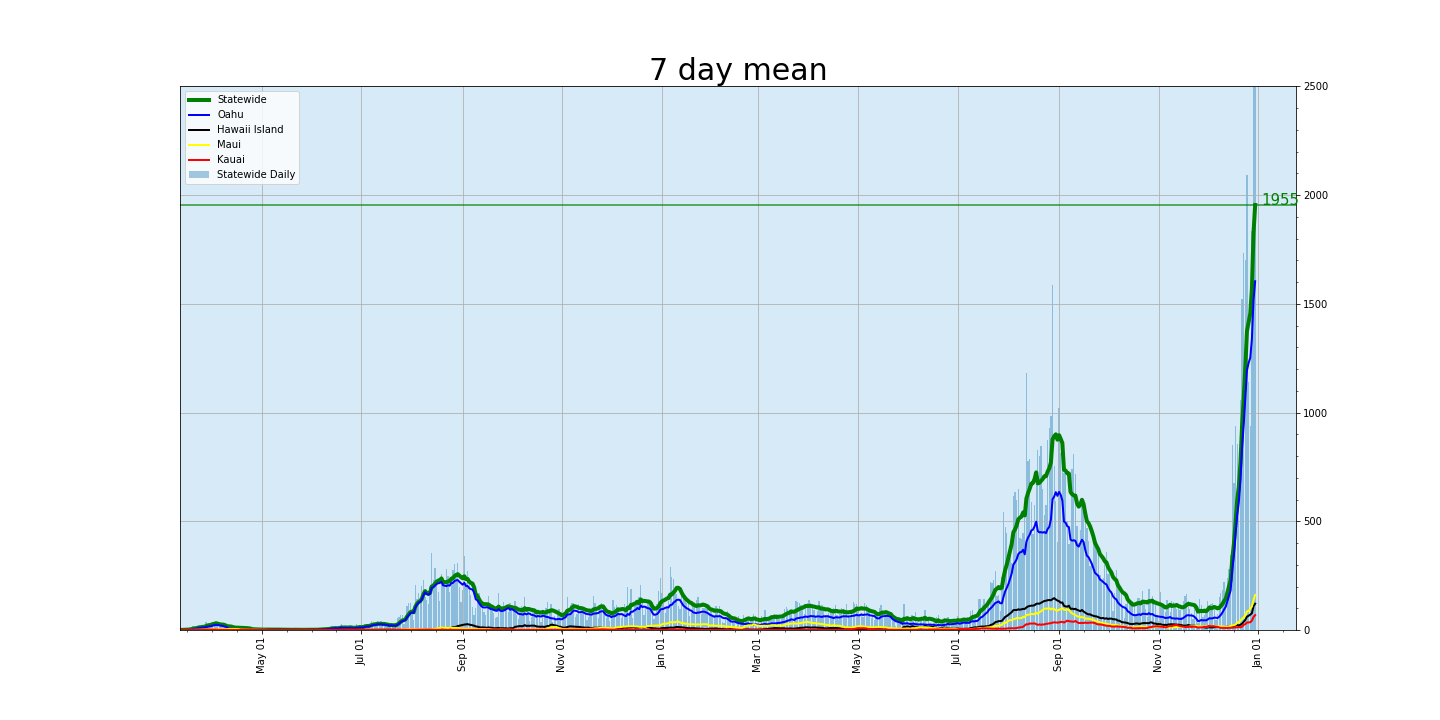 7 day mean
Statewide
Oahu
Hawaii Island
Maui
Kauai
Statewide Daily
2500
2000
1955
1500
1000
500
0
May 01
Jul 01
Sep 01
Nov 01
Jan 01
Mar 01
May 01
Jul 01
Sep 01
Nov 01
Jan 01